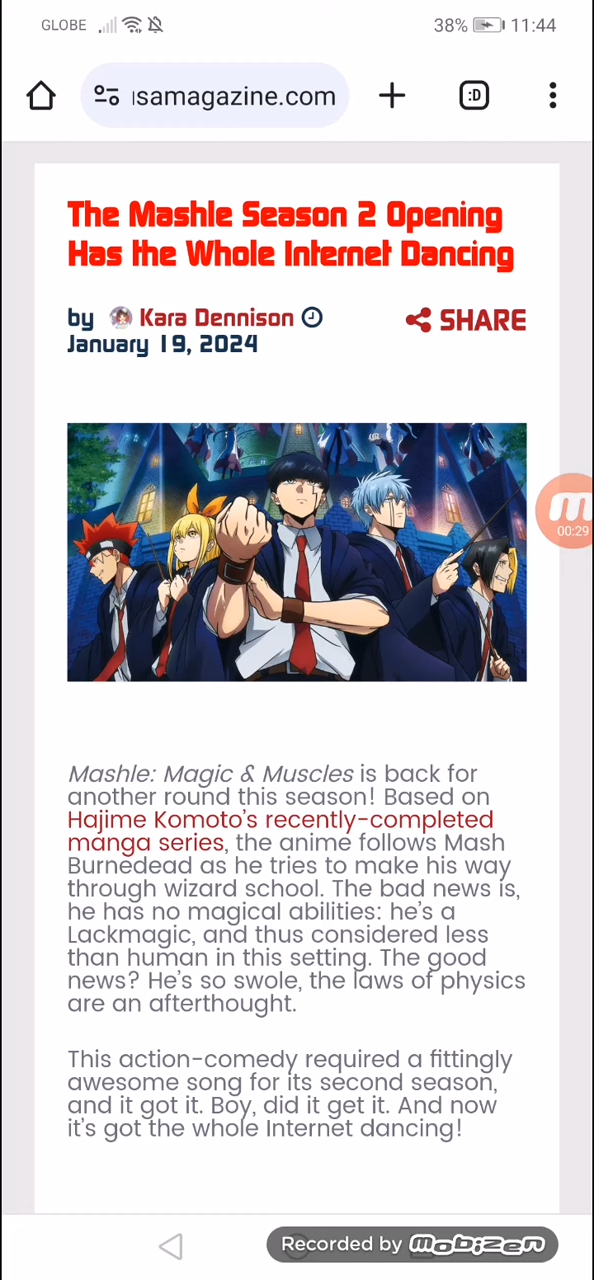 GLOBE 38% 11:44
ısamagazine.com :D
The Mashle Season 2 Opening
Has the Whole Internet Dancing
by Kara Dennison SHARE
January 19, 2024
00:29
Mashle: Magic & Muscles is back for
another round this season! Based on
Hajime Komoto's recently-completed
manga series, the anime follows Mash
Burnedead as he tries to make his way
through wizard school. The bad news is,
he has no magical abilities: he's a
Lackmagic, and thus considered less
than human in this setting. The good
news? He's so swole, the laws of physics
are an afterthought.
This action-comedy required a fittingly
awesome song for its second season,
and it got it. Boy, did it get it. And now
it's got the whole Internet dancing!
Recorded by mobizen